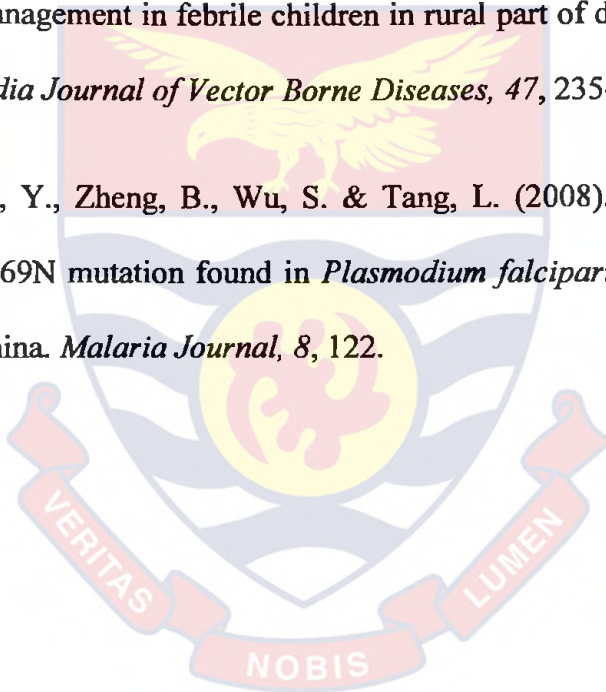 nagement in febrile children in rural part of d
dia Journal of Vector Borne Diseases, 47, 235-
, Y., Zheng, B., Wu, S. & Tang, L. (2008).
69N mutation found in Plasmodium falcipar
hina. Malaria Journal, 8, 122.
VERITAS
NOBIS
LUMEN